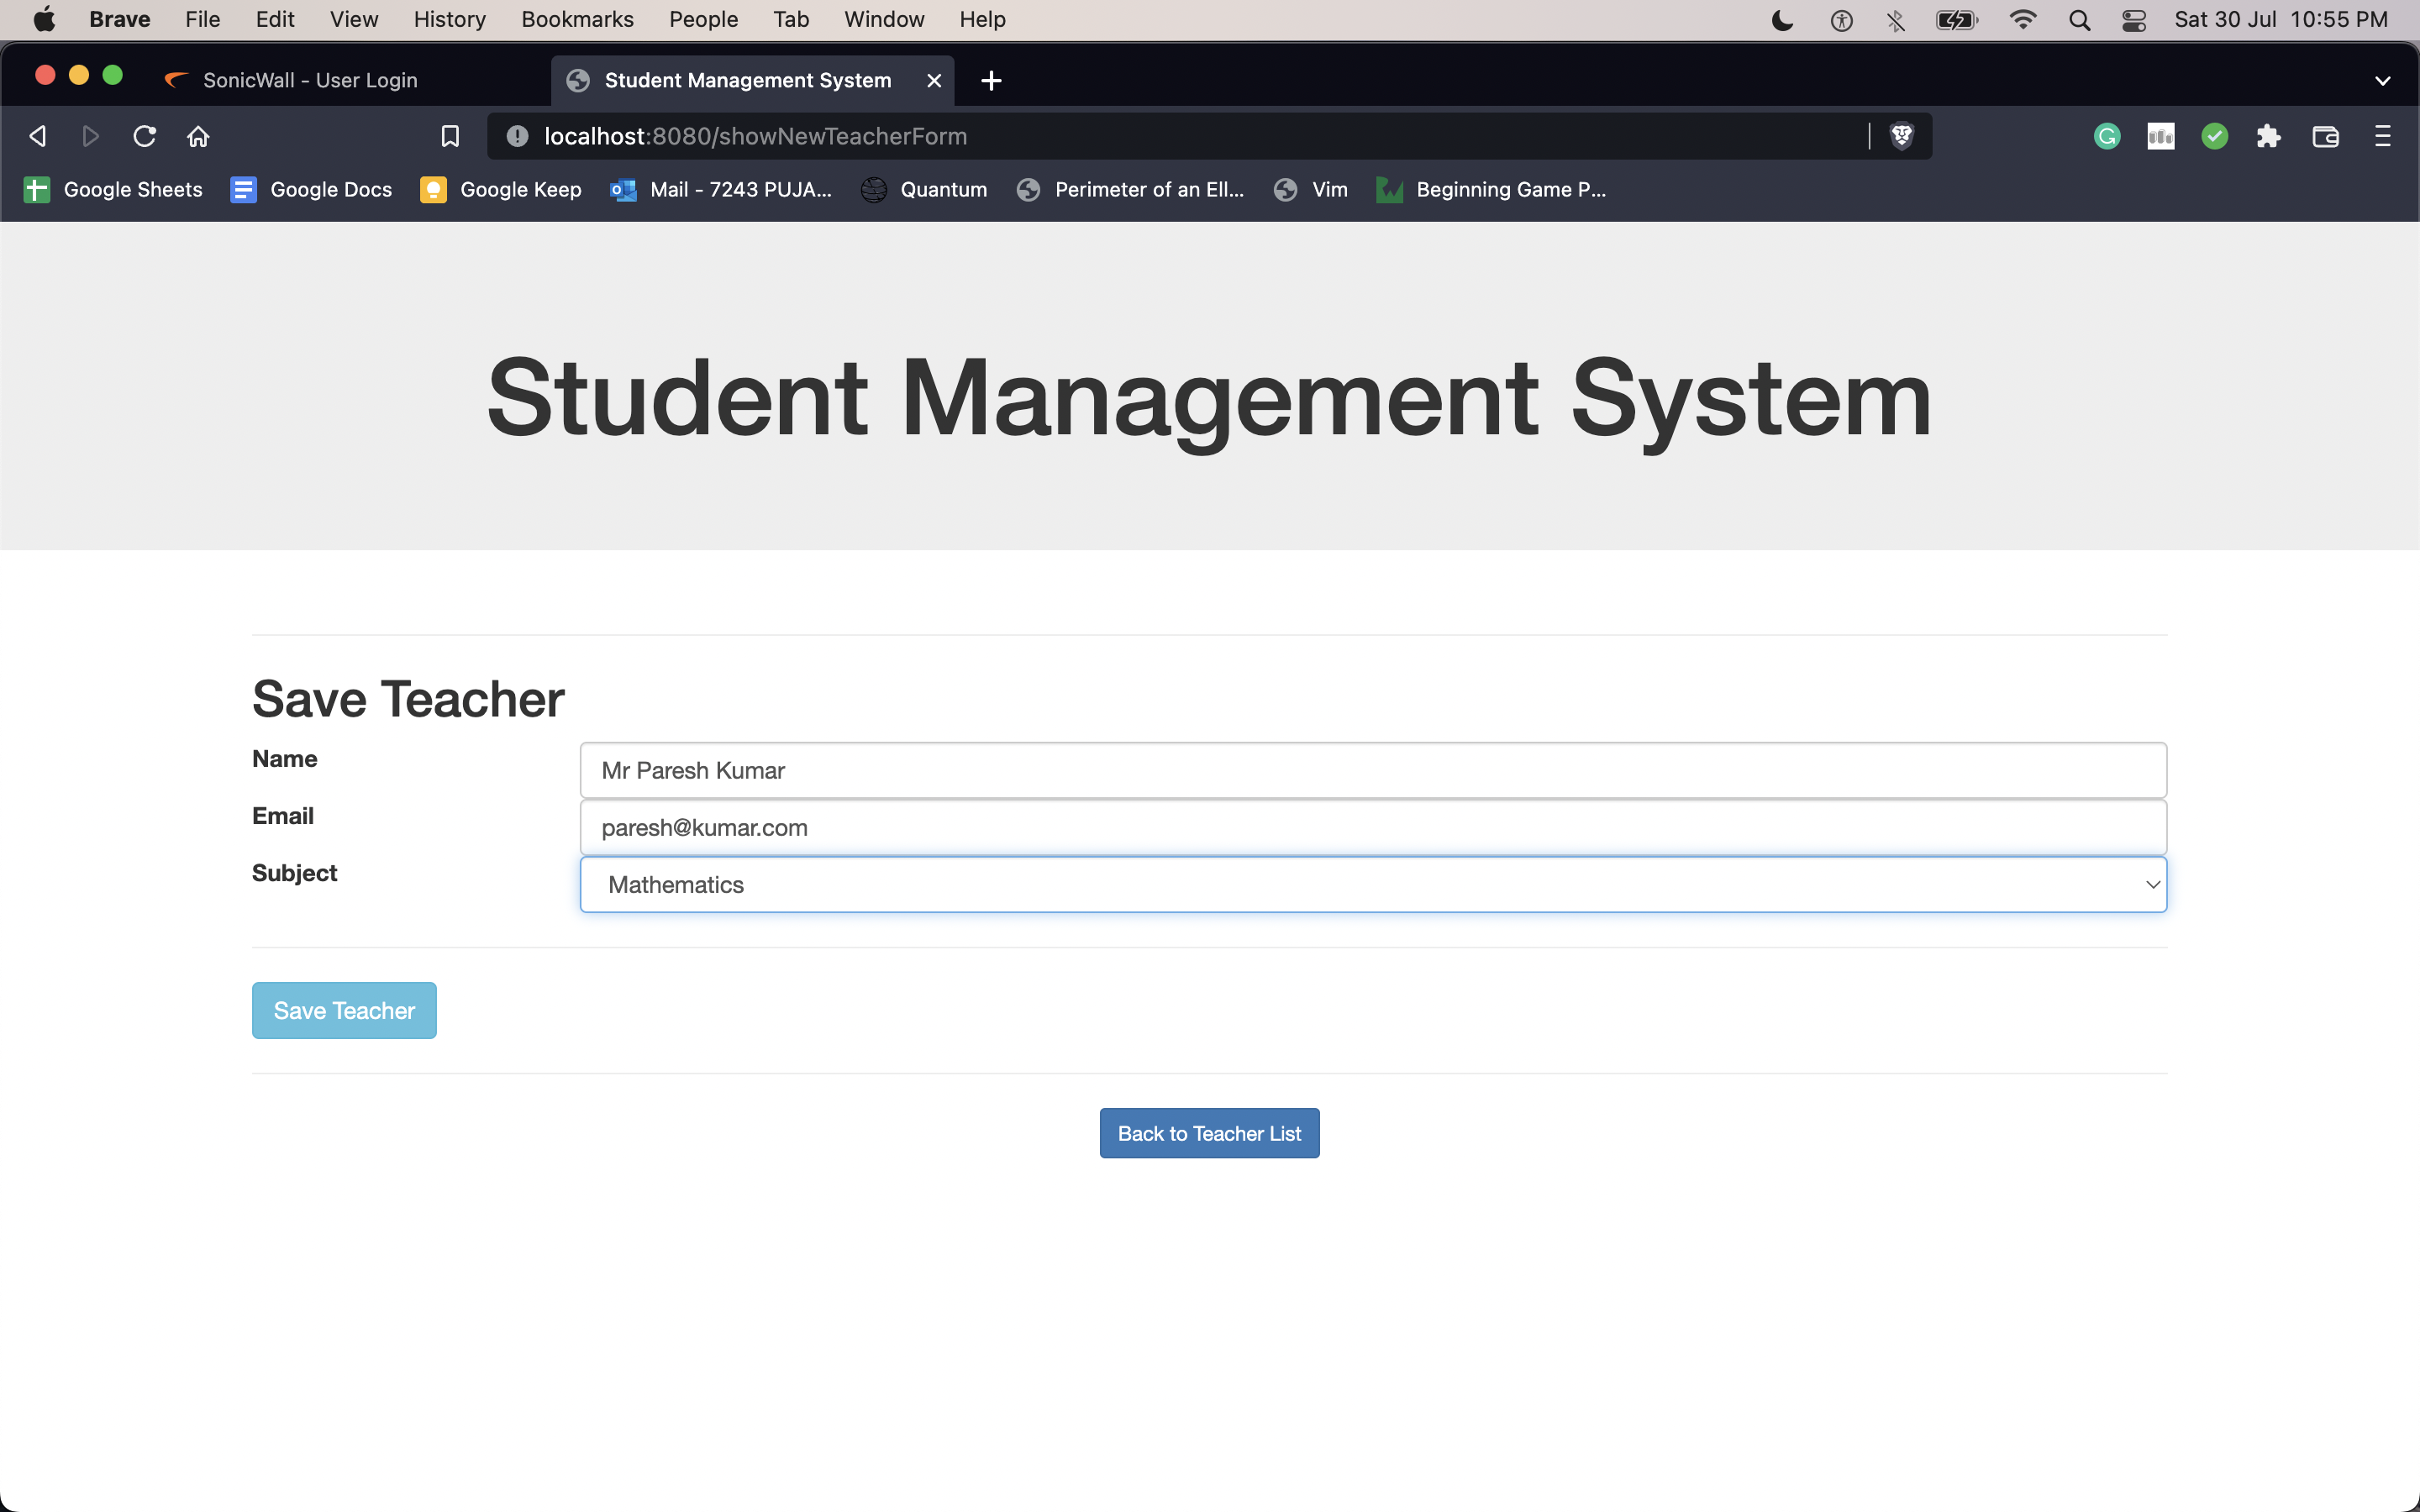 Brave File Edit View History Bookmarks People Tab Window Help Sat 30 Jul 10:55 PM
SonicWall - User Login Student Management System
localhost:8080/showNewTeacherForm
Google Sheets Google Docs Google Keep Mail - 7243 PUJA... Quantum Perimeter of an Ell... Vim Beginning Game P...
Student Management System
Save Teacher
Name Mr Paresh Kumar
Email paresh@kumar.com
Subject Mathematics
Save Teacher
Back to Teacher List